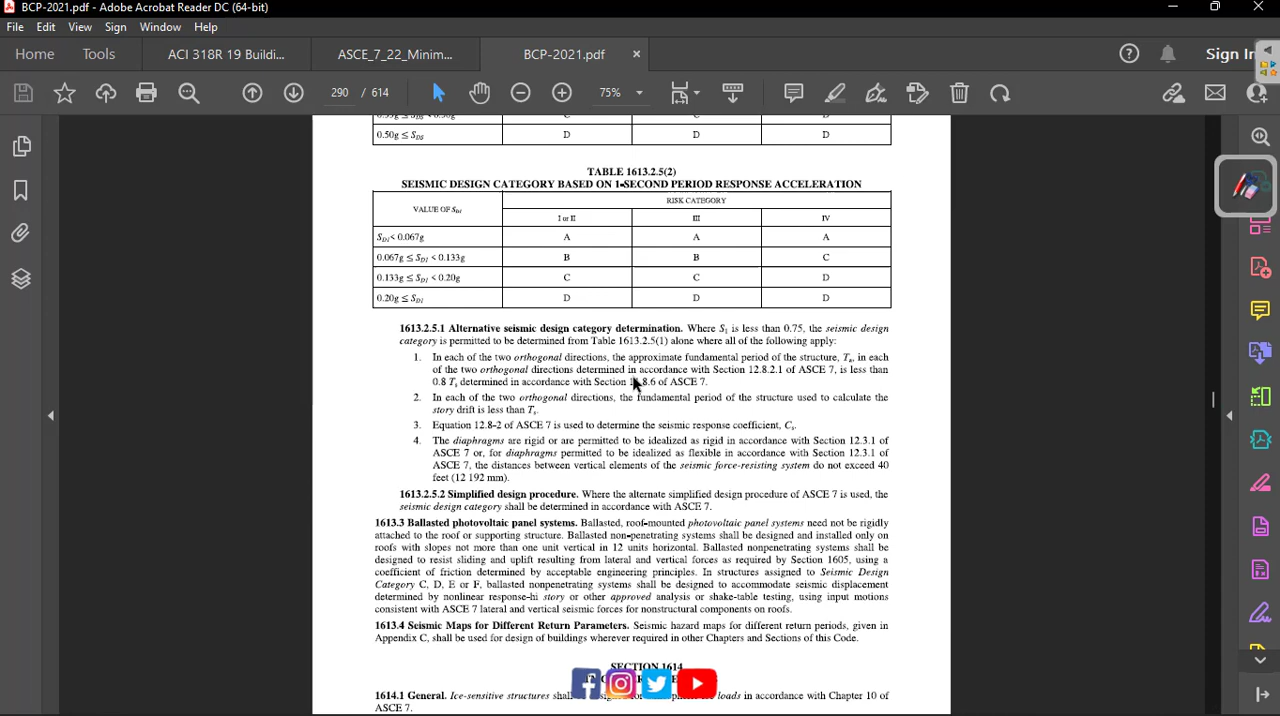 BCP-2021.pdf - Adobe Acrobat Reader DC (64-bit)
File Edit View Sign Window Help
Home Tools ACI 318R 19 Buildi... ASCE_7_22_Minim... BCP-2021.pdf × Sign In
290 / 614 75%
0.50g ≤ S_DS D D D
TABLE 1613.2.5(2)
SEISMIC DESIGN CATEGORY BASED ON 1-SECOND PERIOD RESPONSE ACCELERATION
VALUE OF S_D1 RISK CATEGORY
I or II III IV
S_D1 < 0.067g A A A
0.067g ≤ S_D1 < 0.133g B B C
0.133g ≤ S_D1 < 0.20g C C D
0.20g ≤ S_D1 D D D
1613.2.5.1 Alternative seismic design category determination. Where S₁ is less than 0.75, the seismic design
category is permitted to be determined from Table 1613.2.5(1) alone where all of the following apply:
1. In each of the two orthogonal directions, the approximate fundamental period of the structure, Tₐ, in each
of the two orthogonal directions determined in accordance with Section 12.8.2.1 of ASCE 7, is less than
0.8 Tₛ determined in accordance with Section 8.6 of ASCE 7.
2. In each of the two orthogonal directions, the fundamental period of the structure used to calculate the
story drift is less than Tₛ.
3. Equation 12.8-2 of ASCE 7 is used to determine the seismic response coefficient, Cₛ.
4. The diaphragms are rigid or are permitted to be idealized as rigid in accordance with Section 12.3.1 of
ASCE 7 or, for diaphragms permitted to be idealized as flexible in accordance with Section 12.3.1 of
ASCE 7, the distances between vertical elements of the seismic force-resisting system do not exceed 40
feet (12 192 mm).
1613.2.5.2 Simplified design procedure. Where the alternate simplified design procedure of ASCE 7 is used, the
seismic design category shall be determined in accordance with ASCE 7.
1613.3 Ballasted photovoltaic panel systems. Ballasted, roof-mounted photovoltaic panel systems need not be rigidly
attached to the roof or supporting structure. Ballasted non-penetrating systems shall be designed and installed only on
roofs with slopes not more than one unit vertical in 12 units horizontal. Ballasted nonpenetrating systems shall be
designed to resist sliding and uplift resulting from lateral and vertical forces as required by Section 1605, using a
coefficient of friction determined by acceptable engineering principles. In structures assigned to Seismic Design
Category C, D, E or F, ballasted nonpenetrating systems shall be designed to accommodate seismic displacement
determined by nonlinear response-hi story or other approved analysis or shake-table testing, using input motions
consistent with ASCE 7 lateral and vertical seismic forces for nonstructural components on roofs.
1613.4 Seismic Maps for Different Return Parameters. Seismic hazard maps for different return periods, given in
Appendix C, shall be used for design of buildings wherever required in other Chapters and Sections of this Code.
SECTION 1614
1614.1 General. Ice-sensitive structures loads in accordance with Chapter 10 of
ASCE 7.